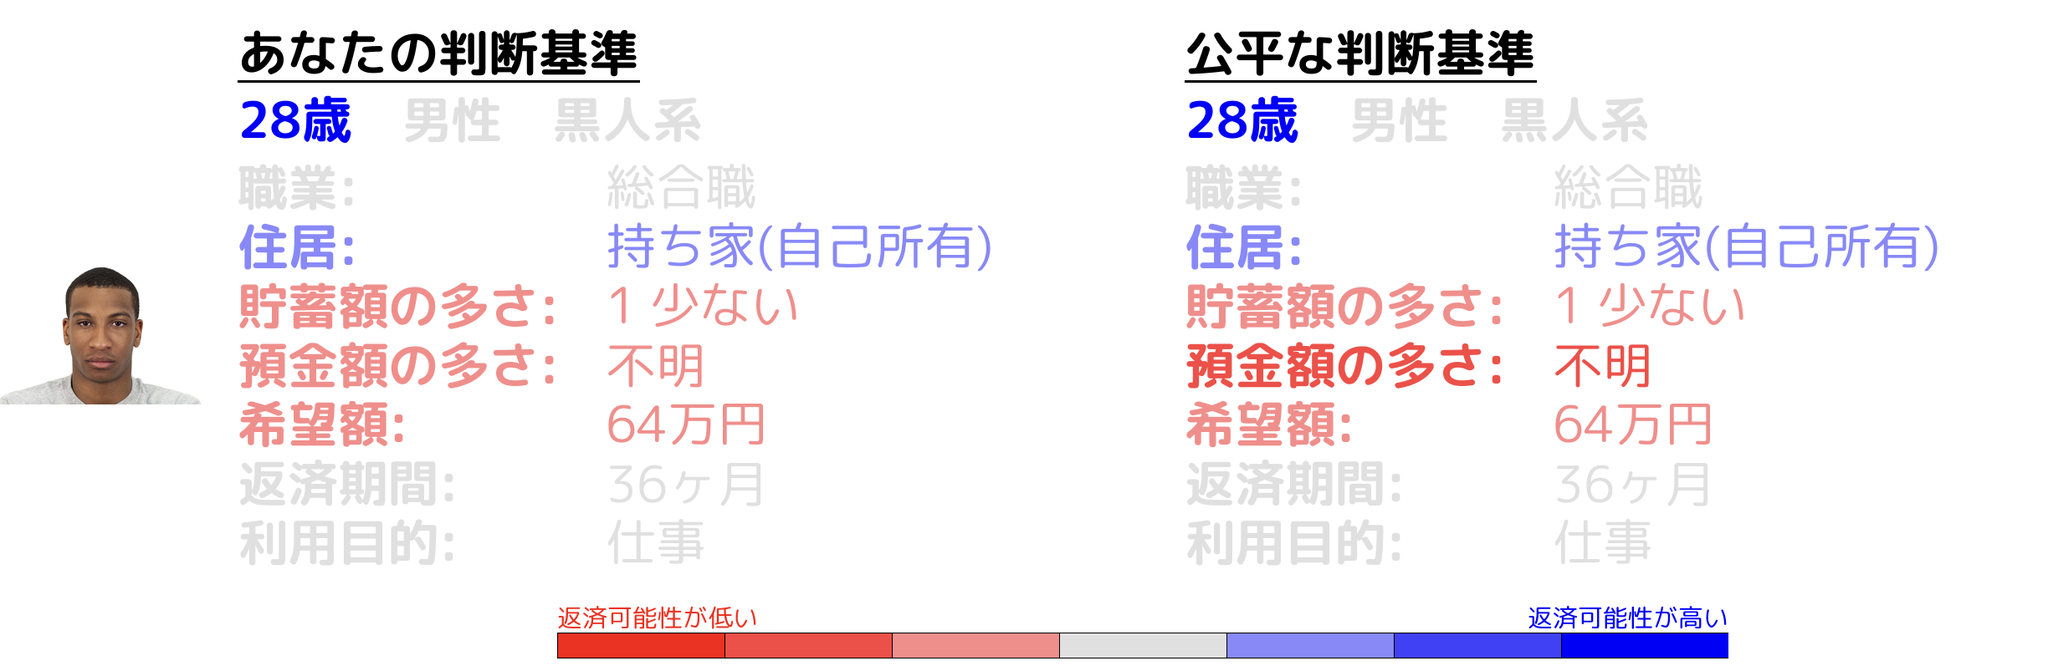 あなたの判断基準
28歳 男性 黒人系
職業: 総合職
住居: 持ち家(自己所有)
貯蓄額の多さ: 1 少ない
預金額の多さ: 不明
希望額: 64万円
返済期間: 36ヶ月
利用目的: 仕事
公平な判断基準
28歳 男性 黒人系
職業: 総合職
住居: 持ち家(自己所有)
貯蓄額の多さ: 1 少ない
預金額の多さ: 不明
希望額: 64万円
返済期間: 36ヶ月
利用目的: 仕事
返済可能性が低い
返済可能性が高い